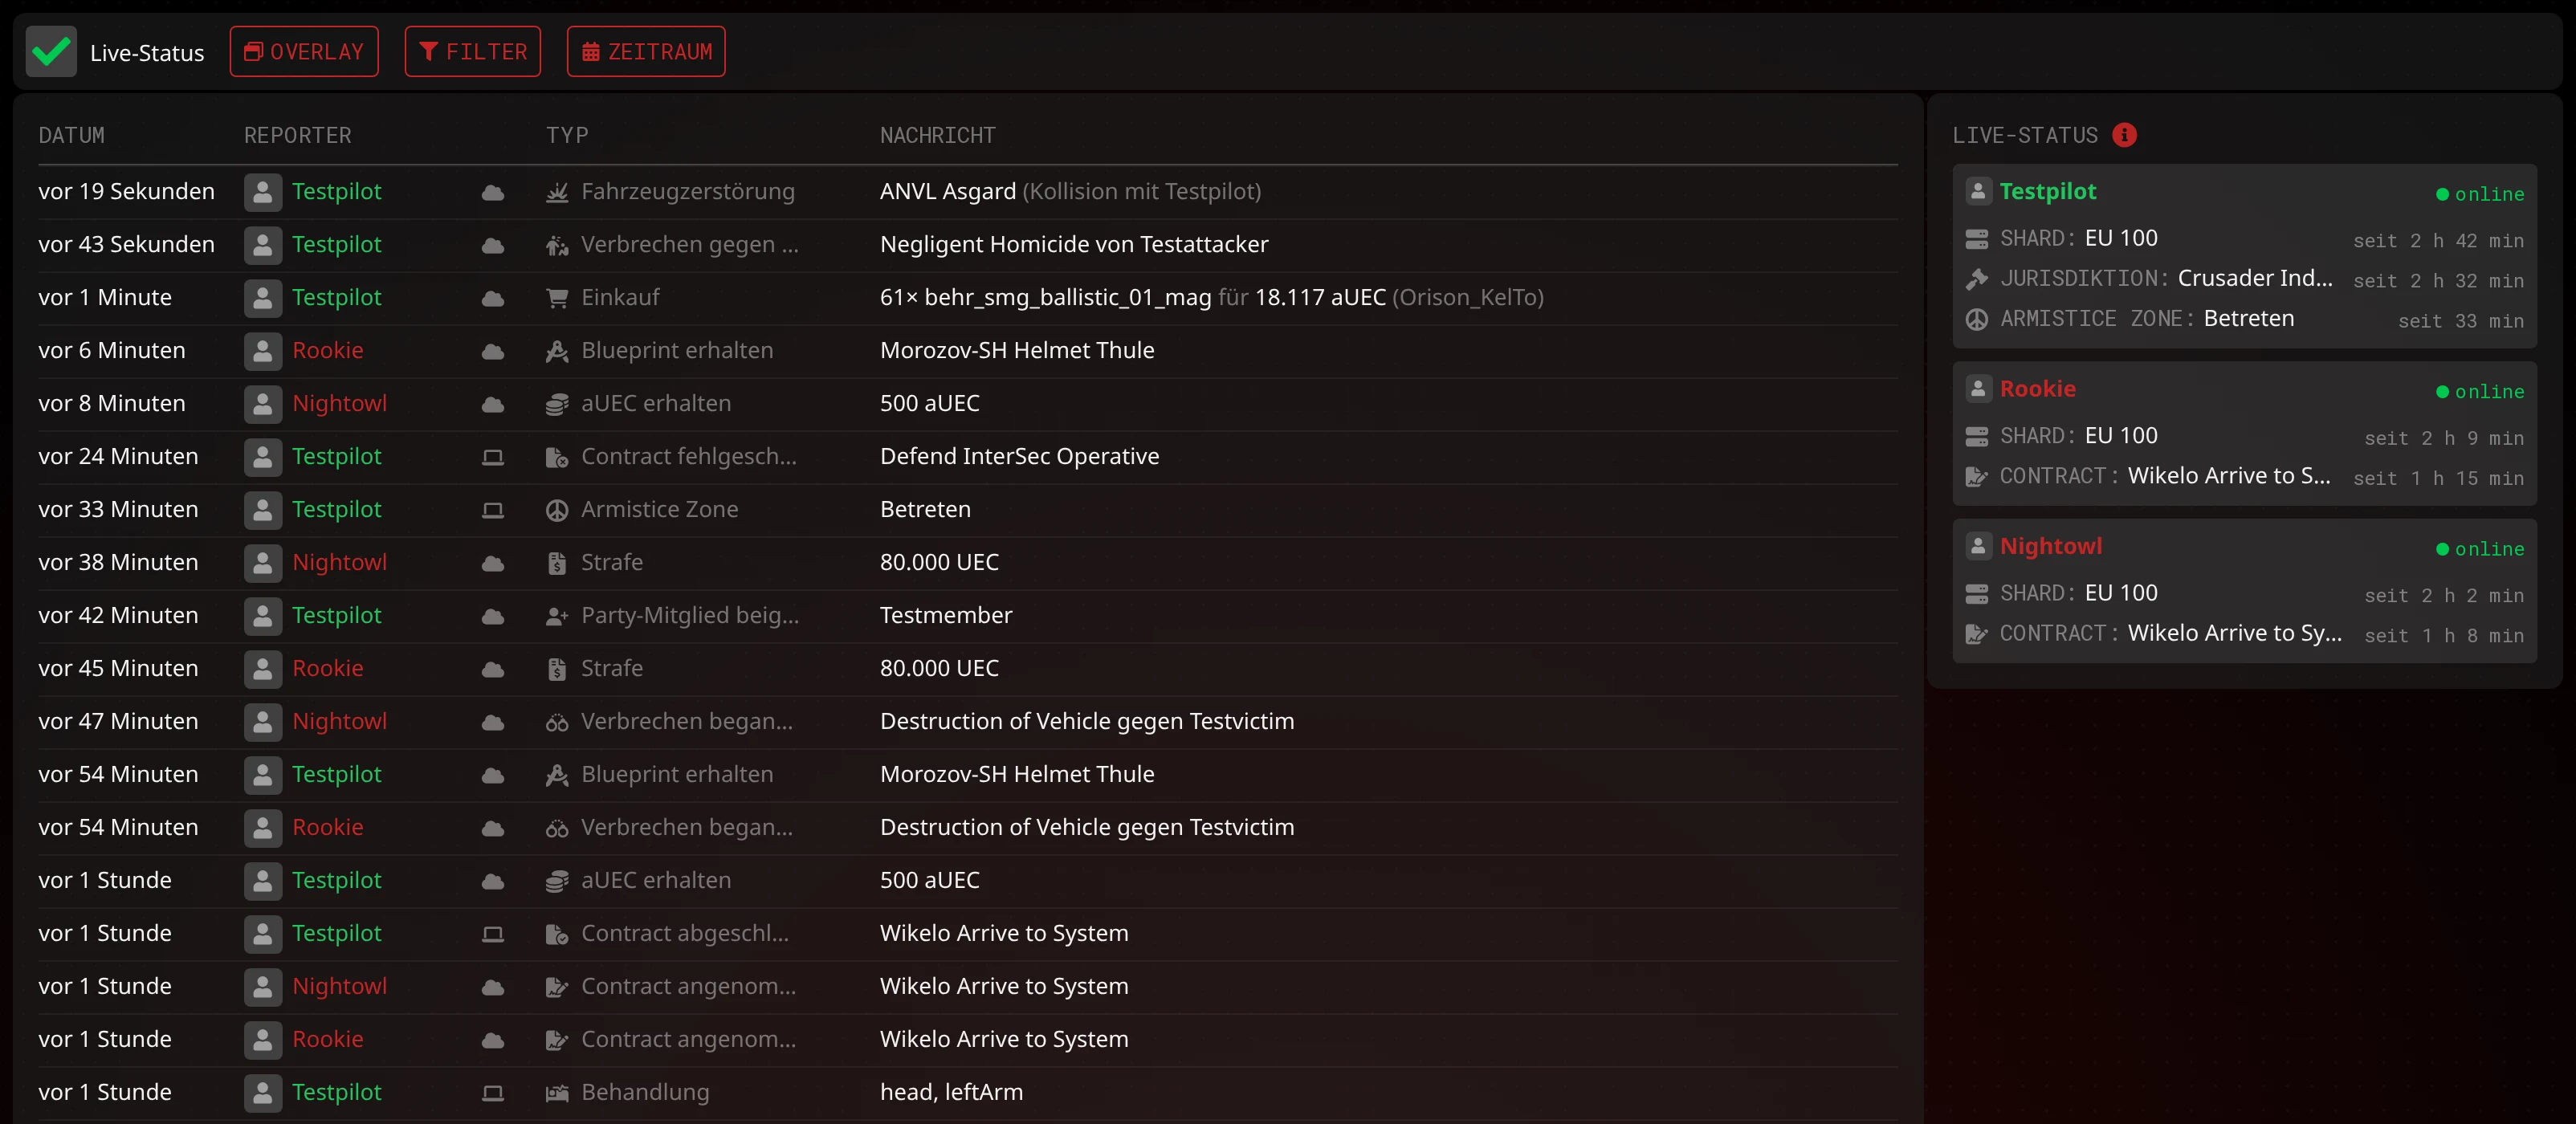 Live-Status OVERLAY FILTER ZEITRAUM
DATUM REPORTER TYP NACHRICHT
vor 19 Sekunden Testpilot Fahrzeugzerstörung ANVL Asgard (Kollision mit Testpilot)
vor 43 Sekunden Testpilot Verbrechen gegen ... Negligent Homicide von Testattacker
vor 1 Minute Testpilot Einkauf 61× behr_smg_ballistic_01_mag für 18.117 aUEC (Orison_KelTo)
vor 6 Minuten Rookie Blueprint erhalten Morozov-SH Helmet Thule
vor 8 Minuten Nightowl aUEC erhalten 500 aUEC
vor 24 Minuten Testpilot Contract fehlgesch... Defend InterSec Operative
vor 33 Minuten Testpilot Armistice Zone Betreten
vor 38 Minuten Nightowl Strafe 80.000 UEC
vor 42 Minuten Testpilot Party-Mitglied beig... Testmember
vor 45 Minuten Rookie Strafe 80.000 UEC
vor 47 Minuten Nightowl Verbrechen began... Destruction of Vehicle gegen Testvictim
vor 54 Minuten Testpilot Blueprint erhalten Morozov-SH Helmet Thule
vor 54 Minuten Rookie Verbrechen began... Destruction of Vehicle gegen Testvictim
vor 1 Stunde Testpilot aUEC erhalten 500 aUEC
vor 1 Stunde Testpilot Contract abgeschl... Wikelo Arrive to System
vor 1 Stunde Nightowl Contract angenom... Wikelo Arrive to System
vor 1 Stunde Rookie Contract angenom... Wikelo Arrive to System
vor 1 Stunde Testpilot Behandlung head, leftArm
LIVE-STATUS
Testpilot online
SHARD: EU 100 seit 2 h 42 min
JURISDIKTION: Crusader Ind... seit 2 h 32 min
ARMISTICE ZONE: Betreten seit 33 min
Rookie online
SHARD: EU 100 seit 2 h 9 min
CONTRACT: Wikelo Arrive to S... seit 1 h 15 min
Nightowl online
SHARD: EU 100 seit 2 h 2 min
CONTRACT: Wikelo Arrive to Sy... seit 1 h 8 min